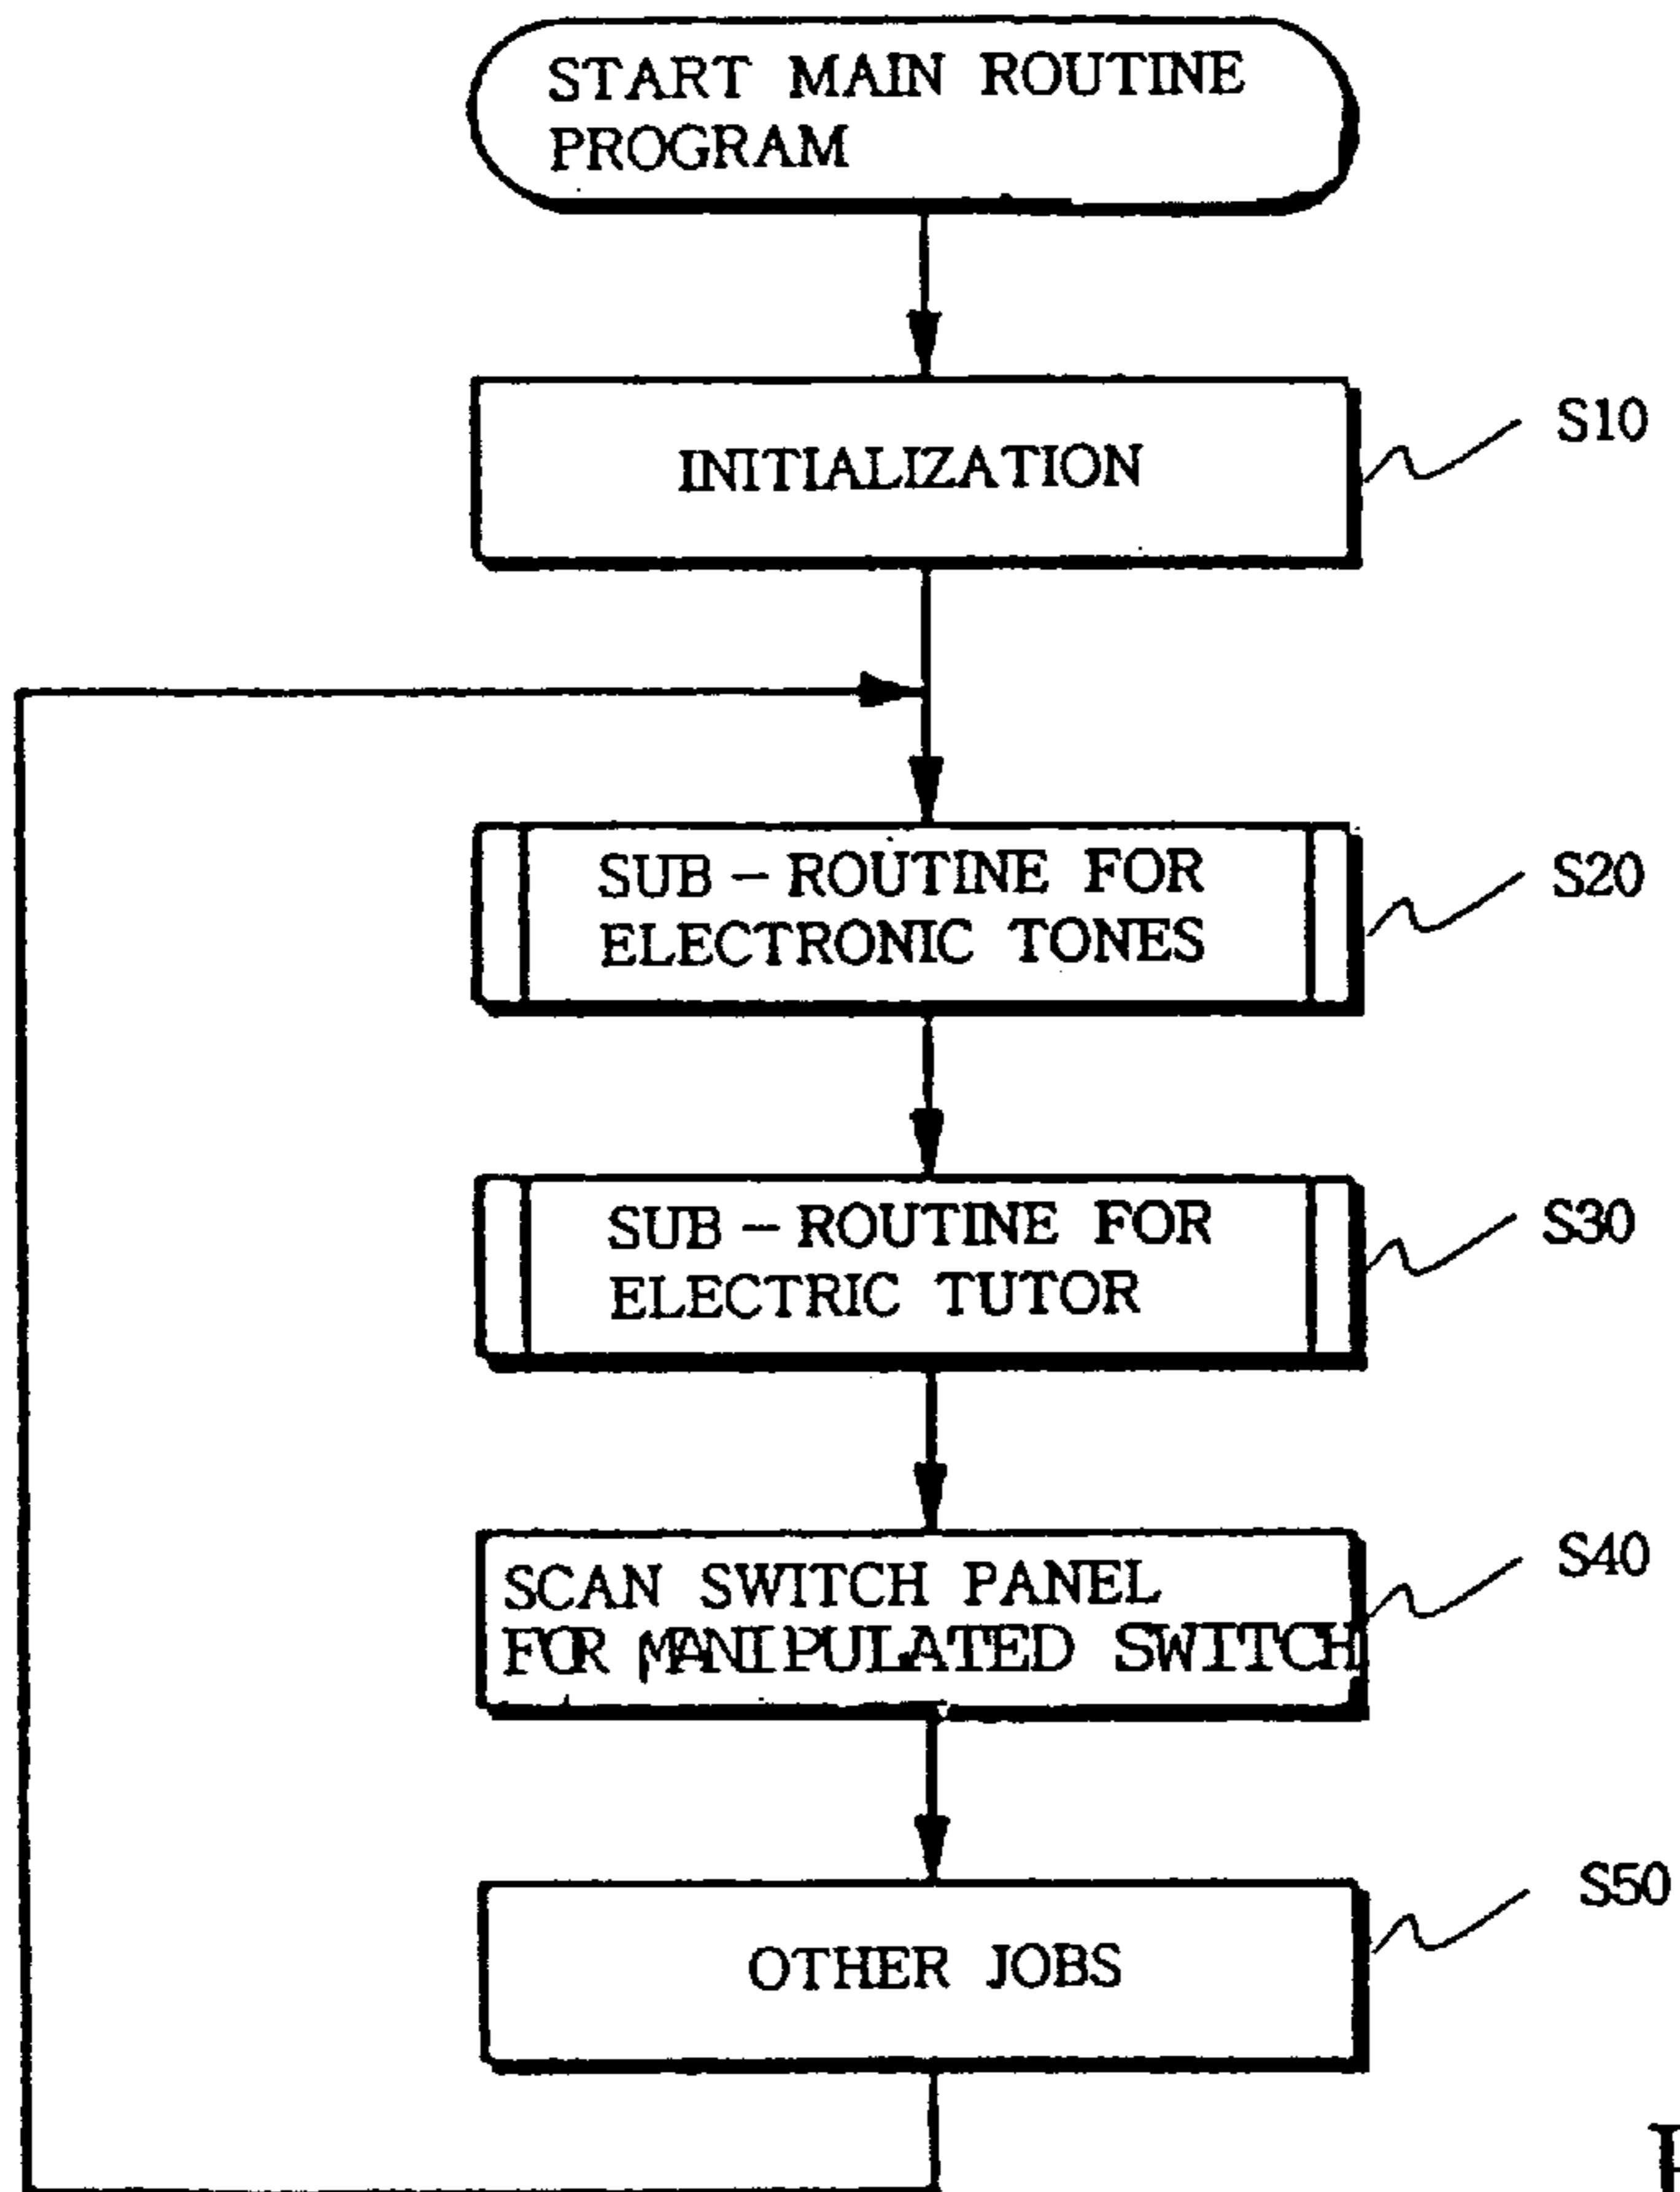 START MAIN ROUTINE
PROGRAM
INITIALIZATION
S10
SUB - ROUTINE FOR
ELECTRONIC TONES
S20
SUB - ROUTINE FOR
ELECTRIC TUTOR
S30
SCAN SWITCH PANEL
FOR MANIPULATED SWITCH
S40
OTHER JOBS
S50